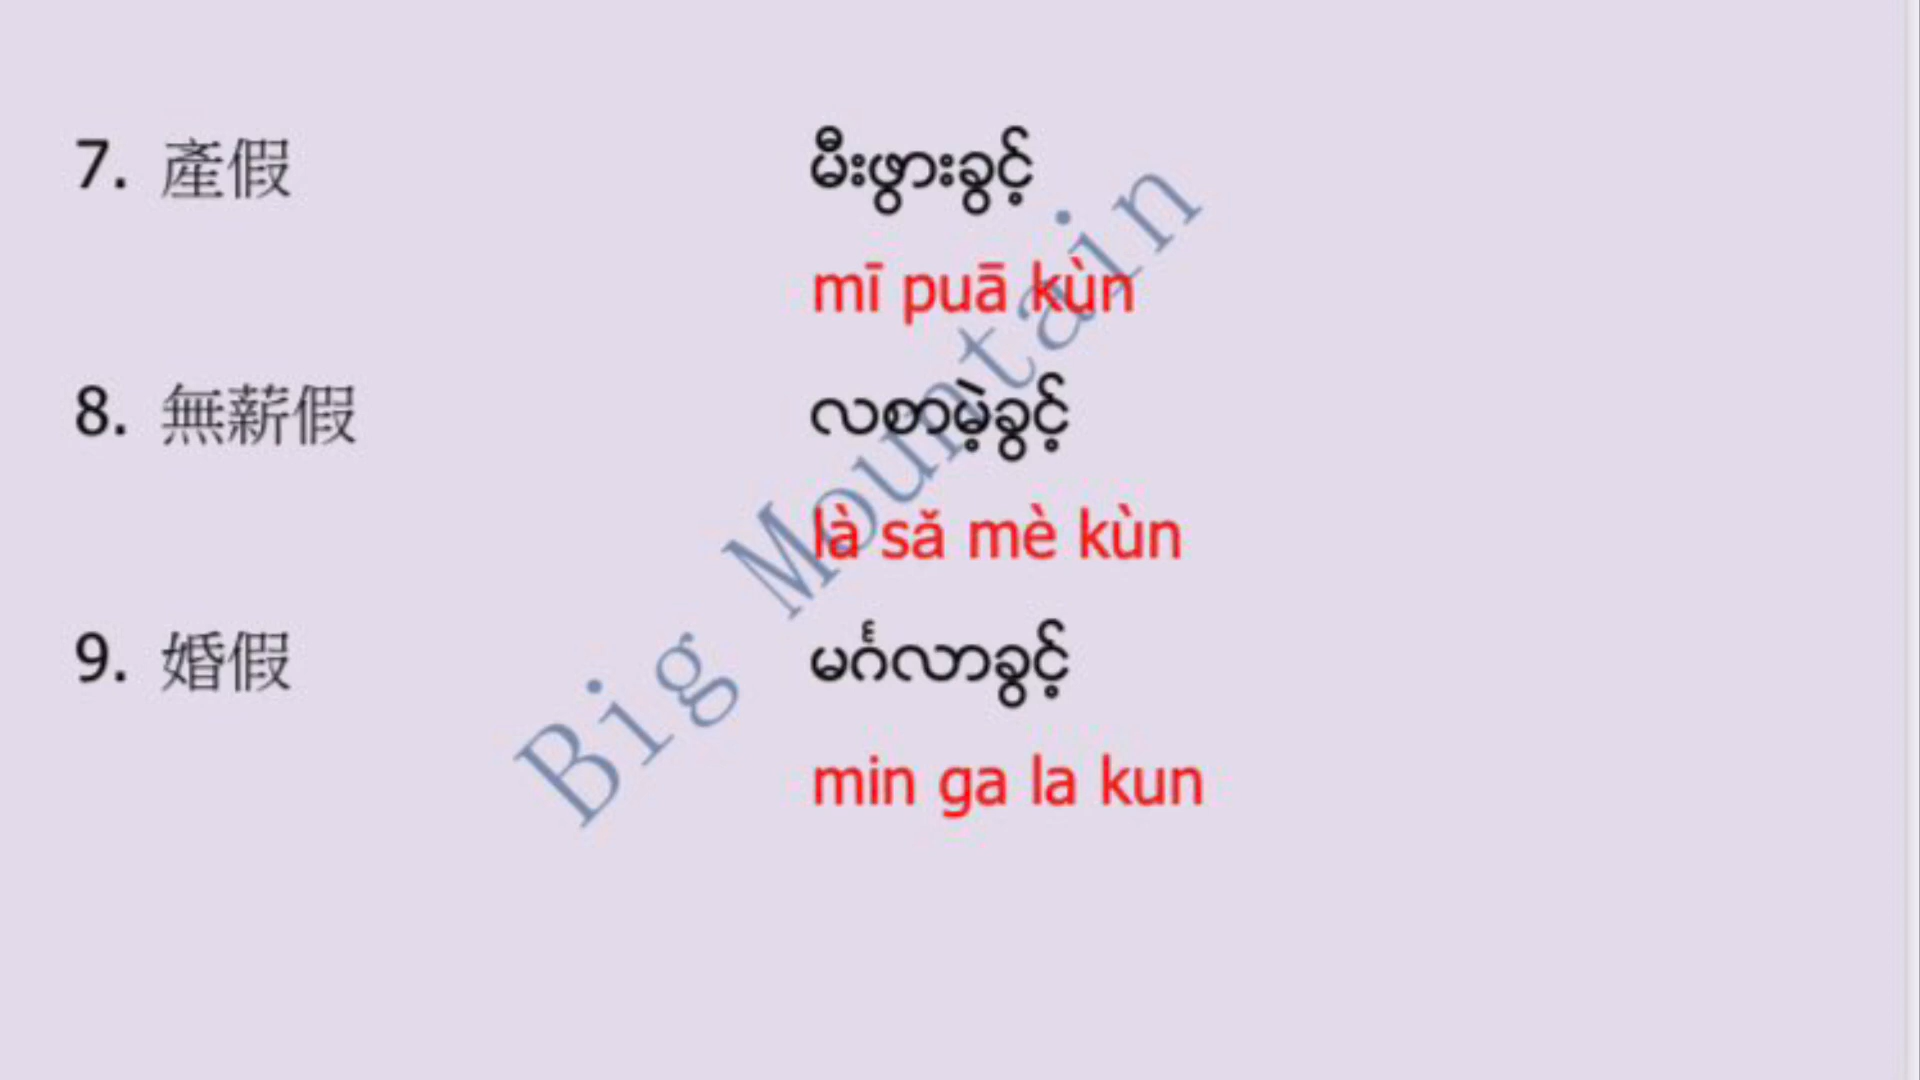 7. 產假 မီးဖွားခွင့်
mī puā kùn
8. 無薪假 လစာမဲ့ခွင့်
là să mè kùn
9. 婚假 မင်္ဂလာခွင့်
min ga la kun
Big Mountain